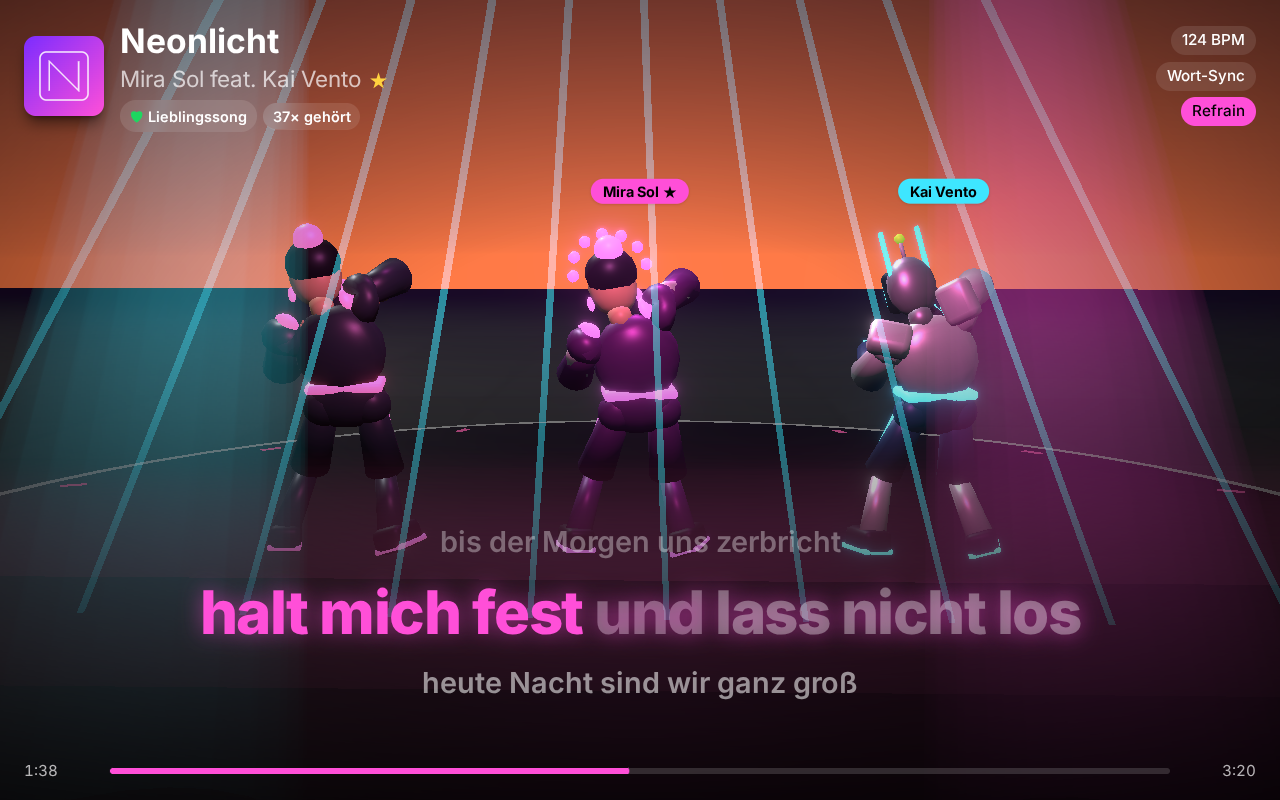 N
Neonlicht
Mira Sol feat. Kai Vento ★
Lieblingssong
37× gehört
124 BPM
Wort-Sync
Refrain
Mira Sol ★
Kai Vento
bis der Morgen uns zerbricht
halt mich fest und lass nicht los
heute Nacht sind wir ganz groß
1:38
3:20